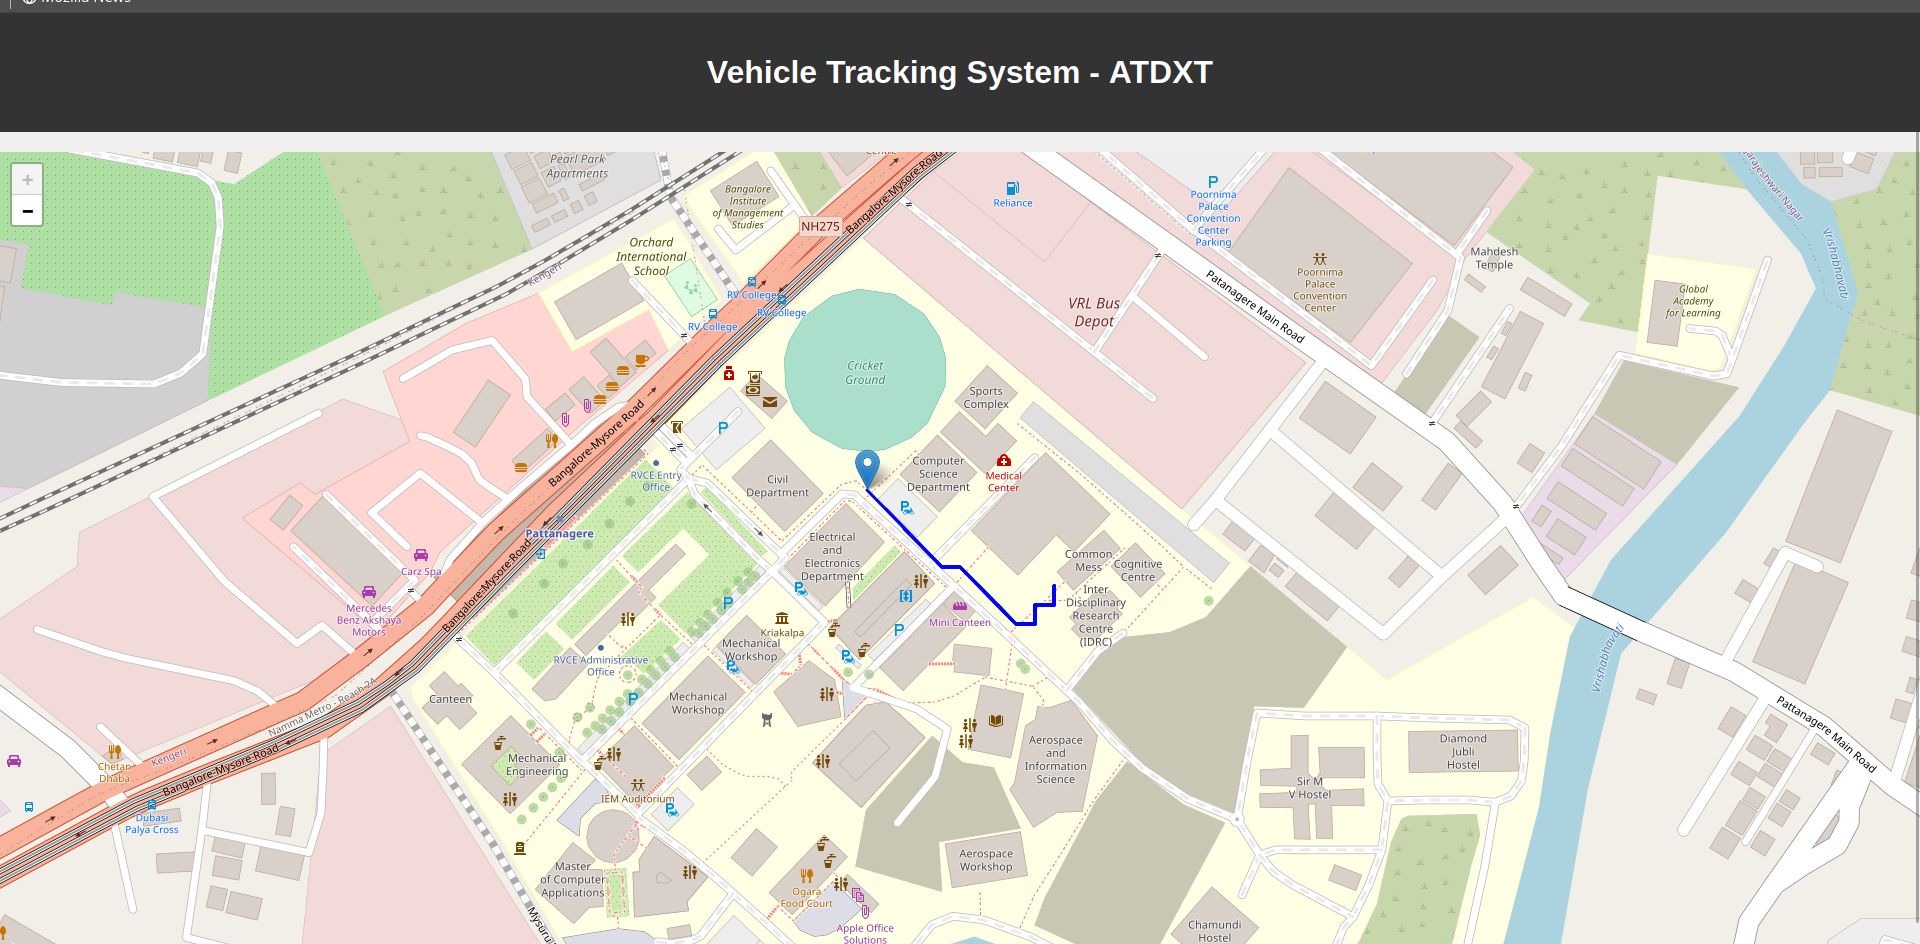 Mozilla News
Vehicle Tracking System - ATDXT
+
−
Pearl Park
Apartments
Bangalore
Institute
of Management
Studies
NH275
Bangalore-Mysore-Road
Orchard
International
School
Kengeri
RV College
RV College
RV College
Reliance
P
Poornima
Palace
Convention
Center
Parking
Poornima
Palace
Convention
Center
VRL Bus
Depot
Patanagere Main Road
Mahdesh
Temple
Global
Academy
for Learning
Vrishabhavati
Cricket
Ground
Sports
Complex
Bangalore-Mysore Road
P
RVCE Entry
Office
Civil
Department
Computer
Science
Department
Medical
Center
Pattanagere
Bangalore-Mysore-Road
Carz Spa
Mercedes
Benz Akshaya
Motors
Electrical
and
Electronics
Department
Common
Mess
Cognitive
Centre
Inter
Disciplinary
Research
Centre
(IDRC)
P
Kriakalpa
P
Mini Canteen
Mechanical
Workshop
RVCE Administrative
Office
P
Mechanical
Workshop
Canteen
Namma Metro - Reach 2A
Kengeri
Bangalore-Mysore-Road
Chetan
Dhaba
Dubasi
Palya Cross
Mechanical
Engineering
IEM Auditorium
Aerospace
and
Information
Science
Vrishabhavati
Pattanagere Main Road
Diamond
Jubli
Hostel
Sir M
V Hostel
Master
of Computer
Applications
Aerospace
Workshop
Ogara
Food Court
Apple Office
Solutions
Chamundi
Hostel